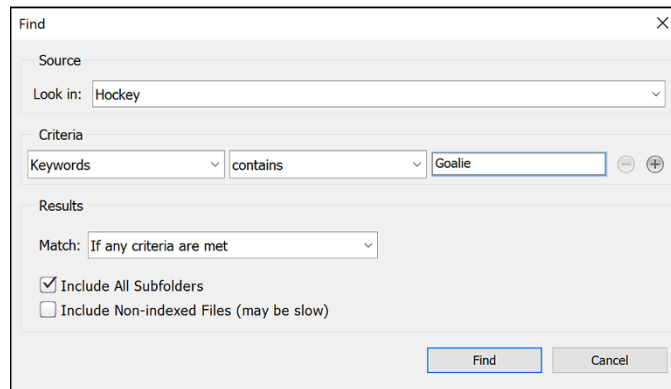 Find
Source
Look in: Hockey
Criteria
Keywords contains Goalie
Results
Match: If any criteria are met
Include All Subfolders
Include Non-indexed Files (may be slow)
Find Cancel